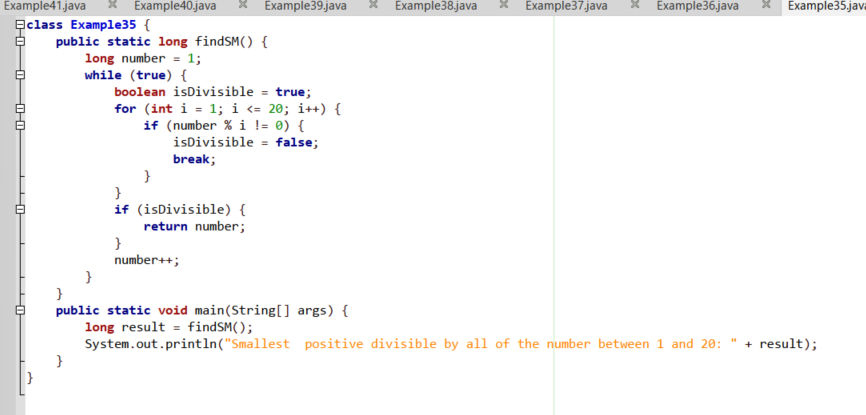 Example41.java Example40.java Example39.java Example38.java Example37.java Example36.java Example35.java
class Example35 {
    public static long findSM() {
        long number = 1;
        while (true) {
            boolean isDivisible = true;
            for (int i = 1; i <= 20; i++) {
                if (number % i != 0) {
                    isDivisible = false;
                    break;
                }
            }
            if (isDivisible) {
                return number;
            }
            number++;
        }
    }
    public static void main(String[] args) {
        long result = findSM();
        System.out.println("Smallest  positive divisible by all of the number between 1 and 20: " + result);
    }
}